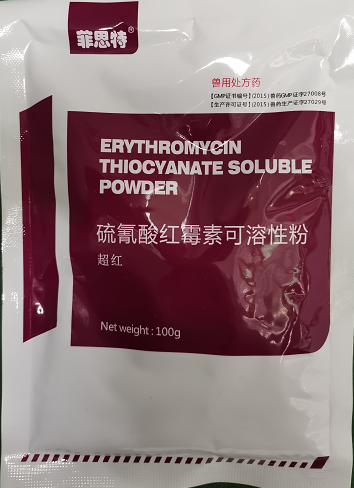 菲思特®
兽用处方药
【GMP证书编号】(2015)兽药GMP证字27008号
【生产许可证号】(2015)兽药生产证字27029号
ERYTHROMYCIN
THIOCYANATE SOLUBLE
POWDER
硫氰酸红霉素可溶性粉
超红
Net weight : 100g